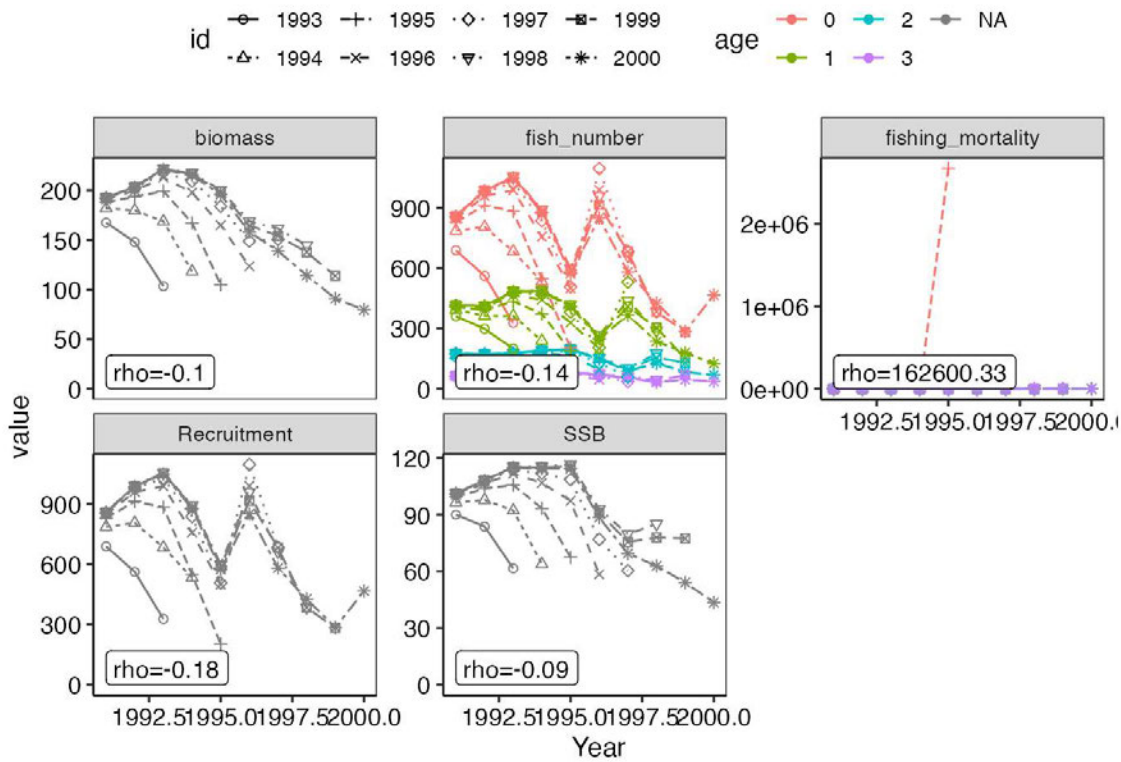 id 1993 1995 1997 1999 age 0 2 NA
1994 1996 1998 2000 1 3
biomass fish_number fishing_mortality
value
200
150
100
50
0
rho=-0.1
900
600
300
0
rho=-0.14
2e+06
1e+06
0e+00
rho=162600.33
1992.5 1995.0 1997.5 2000.
Recruitment SSB
900
600
300
0
rho=-0.18
120
90
60
30
0
rho=-0.09
1992.5 1995.0 1997.5 2000.0
1992.5 1995.0 1997.5 2000.0
Year